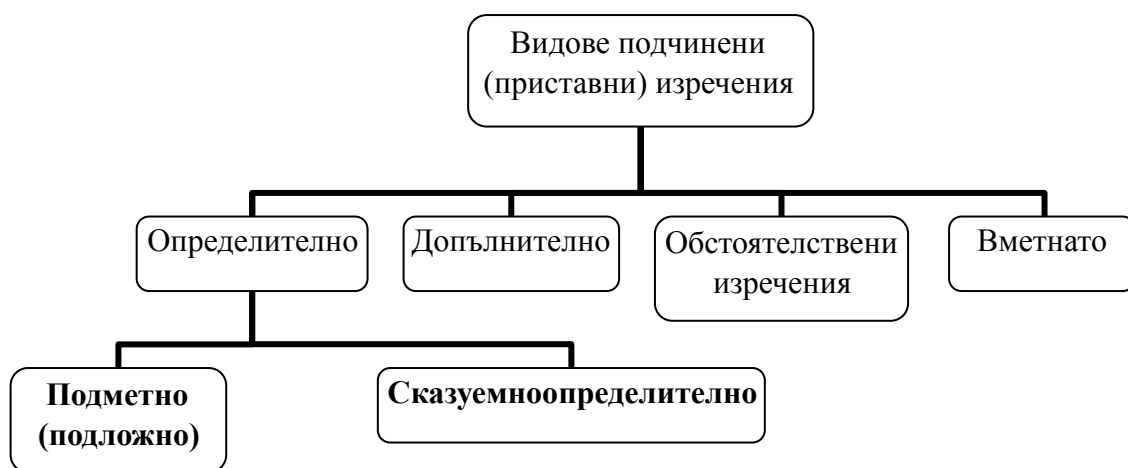 Видове подчинени
(приставни) изречения
Определително
Допълнително
Обстоятелствени
изречения
Вметнато
Подметно
(подложно)
Сказуемноопределително